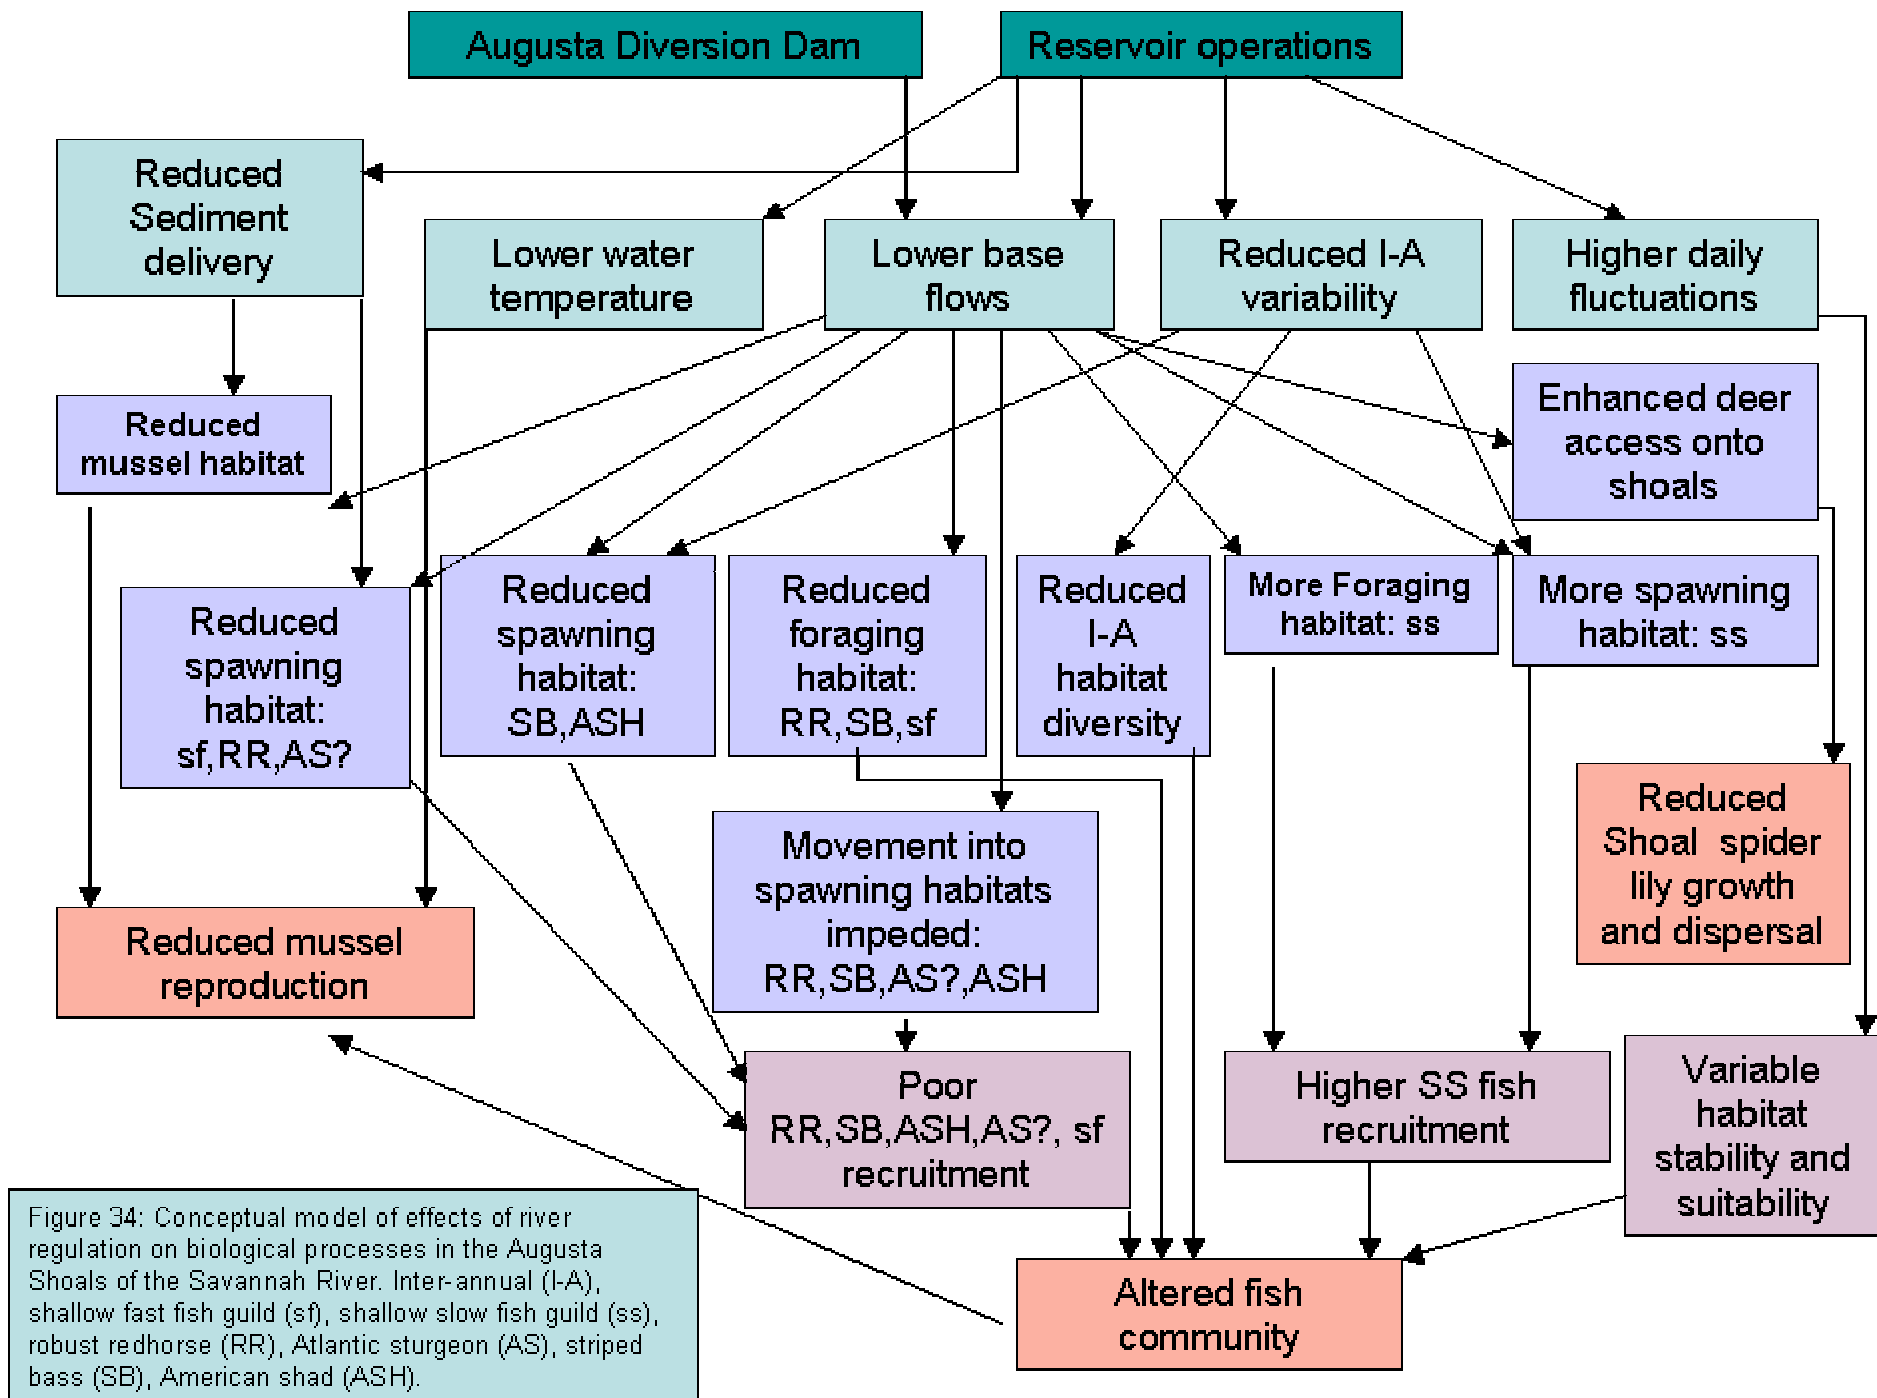 Augusta Diversion Dam
Reservoir operations
Reduced
Sediment
delivery
Lower water
temperature
Lower base
flows
Reduced I-A
variability
Higher daily
fluctuations
Reduced
mussel habitat
Enhanced deer
access onto
shoals
Reduced
spawning
habitat:
sf,RR,AS?
Reduced
spawning
habitat:
SB,ASH
Reduced
foraging
habitat:
RR,SB,sf
Reduced
I-A
habitat
diversity
More Foraging
habitat: ss
More spawning
habitat: ss
Movement into
spawning habitats
impeded:
RR,SB,AS?,ASH
Reduced
Shoal spider
lily growth
and dispersal
Reduced mussel
reproduction
Poor
RR,SB,ASH,AS?, sf
recruitment
Higher SS fish
recruitment
Variable
habitat
stability and
suitability
Altered fish
community
Figure 34: Conceptual model of effects of river
regulation on biological processes in the Augusta
Shoals of the Savannah River. Inter-annual (I-A),
shallow fast fish guild (sf), shallow slow fish guild (ss),
robust redhorse (RR), Atlantic sturgeon (AS), striped
bass (SB), American shad (ASH).